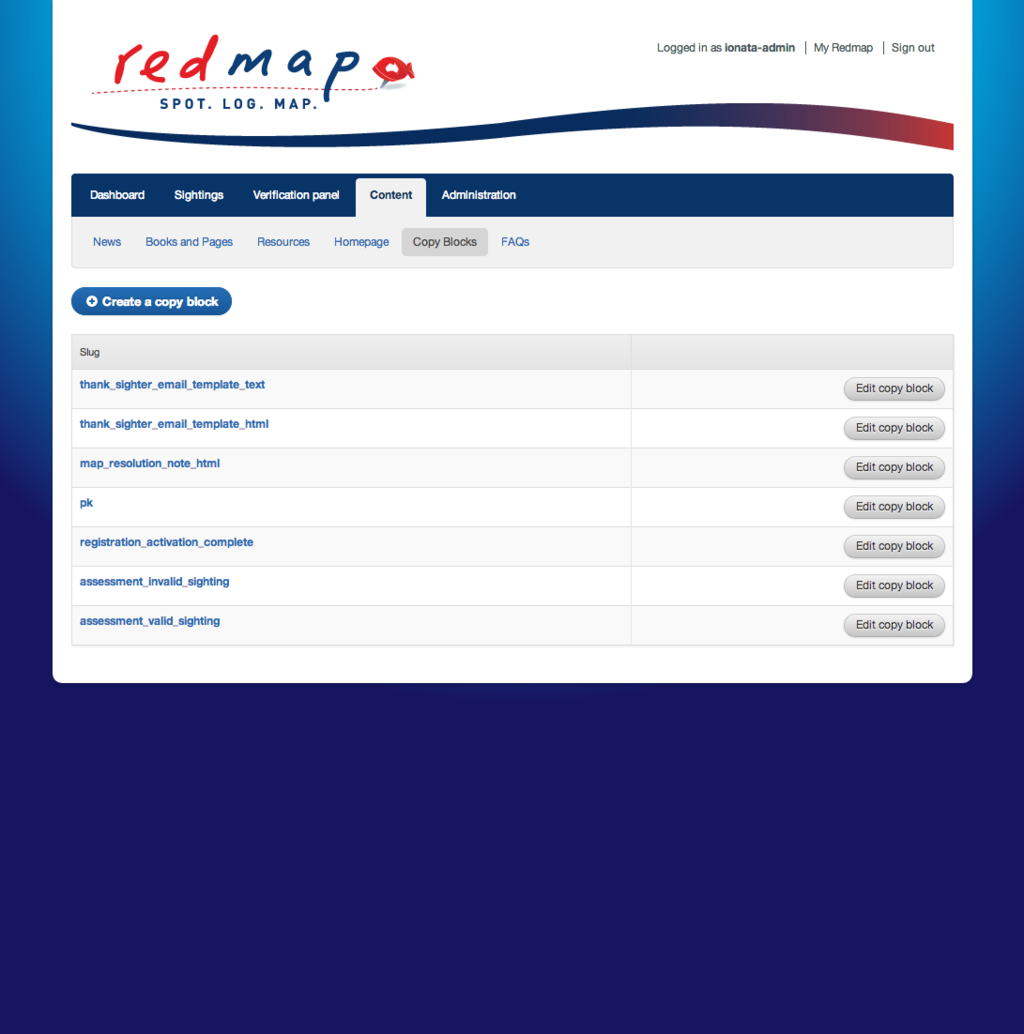 redmap
SPOT. LOG. MAP.
Logged in as ionata-admin | My Redmap | Sign out
Dashboard Sightings Verification panel Content Administration
News Books and Pages Resources Homepage Copy Blocks FAQs
Create a copy block
Slug
thank_sighter_email_template_text Edit copy block
thank_sighter_email_template_html Edit copy block
map_resolution_note_html Edit copy block
pk Edit copy block
registration_activation_complete Edit copy block
assessment_invalid_sighting Edit copy block
assessment_valid_sighting Edit copy block